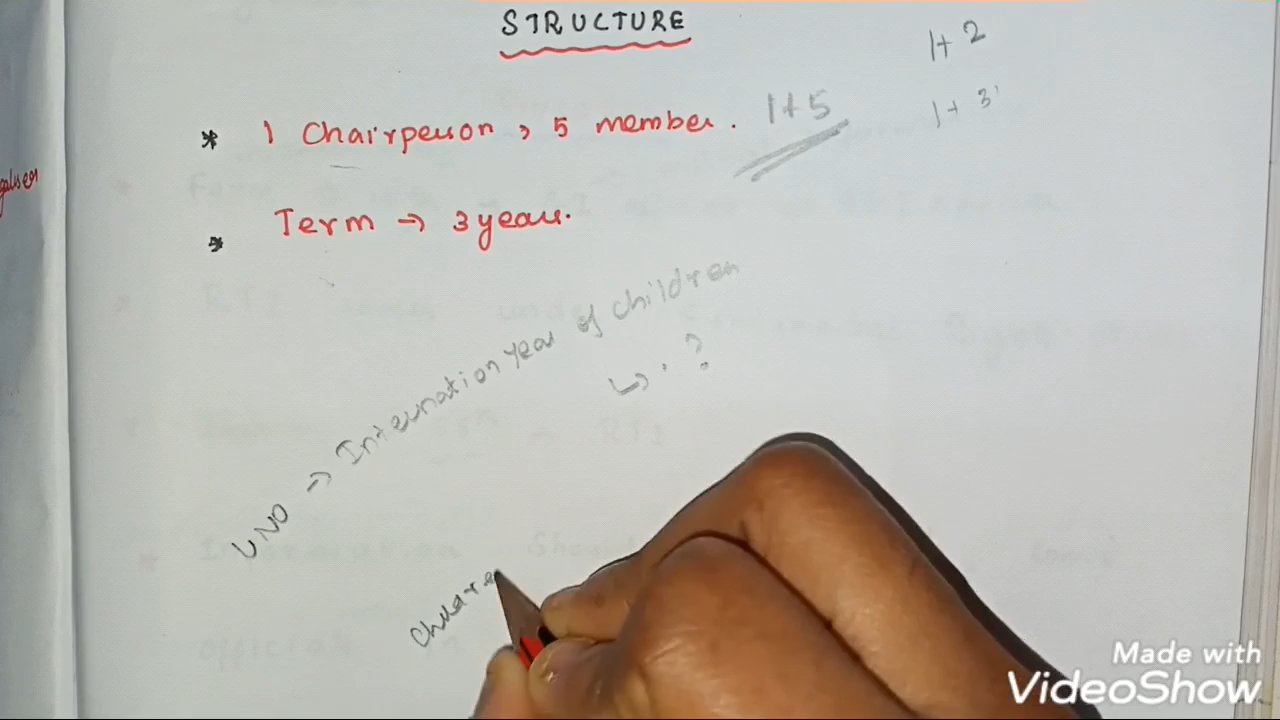 STRUCTURE
1+2
* 1 Chairperson, 5 member. 1+5
1+3
* Term → 3 years.
UNO → Internation year of children
↳ . ?
Made with
VideoShow